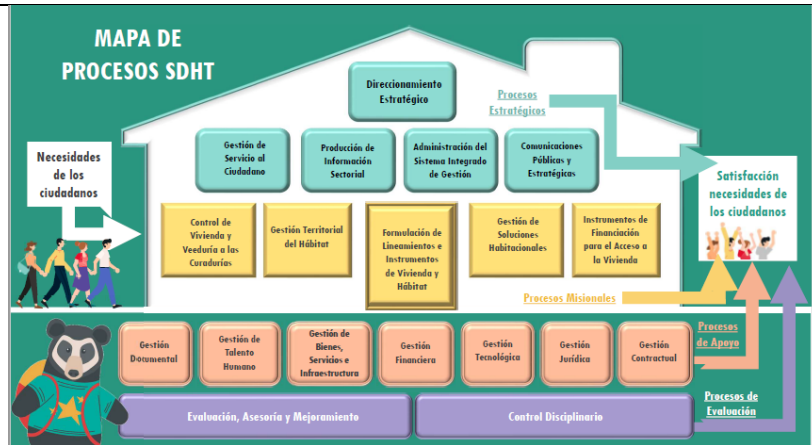 MAPA DE
PROCESOS SDHT
Direccionamiento
Estratégico
Procesos
Estratégicos
Necesidades
de los
ciudadanos
Gestión de
Servicio al
Ciudadano
Producción de
Información
Sectorial
Administración del
Sistema Integrado
de Gestión
Comunicaciones
Públicas y
Estratégicas
Satisfacción
necesidades de
los ciudadanos
Control de
Vivienda y
Veeduría a las
Curadurías
Gestión Territorial
del Hábitat
Formulación de
Lineamientos e
Instrumentos
de Vivienda y
Hábitat
Gestión de
Soluciones
Habitacionales
Instrumentos de
Financiación
para el Acceso a
la Vivienda
Procesos Misionales
Gestión
Documental
Gestión de
Talento
Humano
Gestión de
Bienes,
Servicios e
Infraestructura
Gestión
Financiera
Gestión
Tecnológica
Gestión
Jurídica
Gestión
Contractual
Procesos
de Apoyo
Evaluación, Asesoría y Mejoramiento
Control Disciplinario
Procesos de
Evaluación